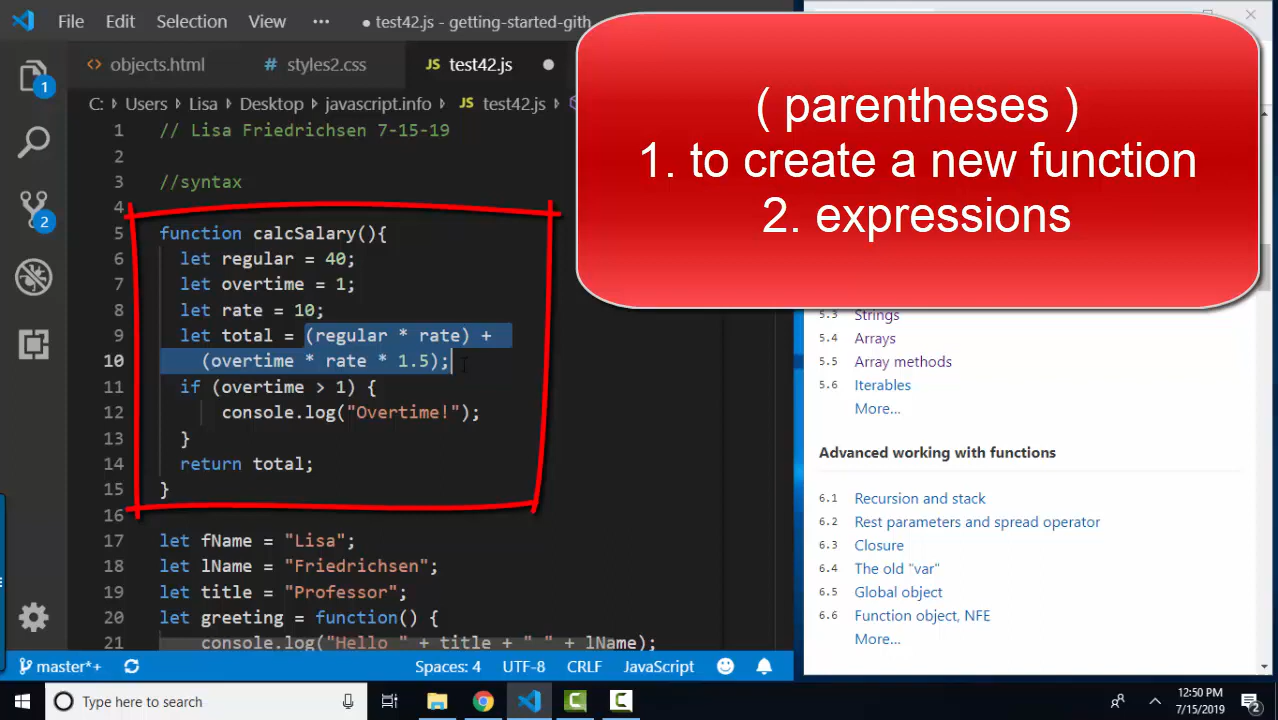 File Edit Selection View ••• ● test42.js - getting-started-gith
objects.html
# styles2.css
JS test42.js ●
C: › Users › Lisa › Desktop › javascript.info › JS test42.js ›
1 // Lisa Friedrichsen 7-15-19
2
3 //syntax
4
5 function calcSalary(){
6 let regular = 40;
7 let overtime = 1;
8 let rate = 10;
9 let total = (regular * rate) +
10 (overtime * rate * 1.5);
11 if (overtime > 1) {
12 console.log("Overtime!");
13 }
14 return total;
15 }
16
17 let fName = "Lisa";
18 let lName = "Friedrichsen";
19 let title = "Professor";
20 let greeting = function() {
21 console.log("Hello " + title + " " + lName);
1
2
( parentheses )
1. to create a new function
2. expressions
5.3 Strings
5.4 Arrays
5.5 Array methods
5.6 Iterables
More...
Advanced working with functions
6.1 Recursion and stack
6.2 Rest parameters and spread operator
6.3 Closure
6.4 The old "var"
6.5 Global object
6.6 Function object, NFE
More...
master*+ Spaces: 4 UTF-8 CRLF JavaScript
Type here to search
12:50 PM
7/15/2019
2